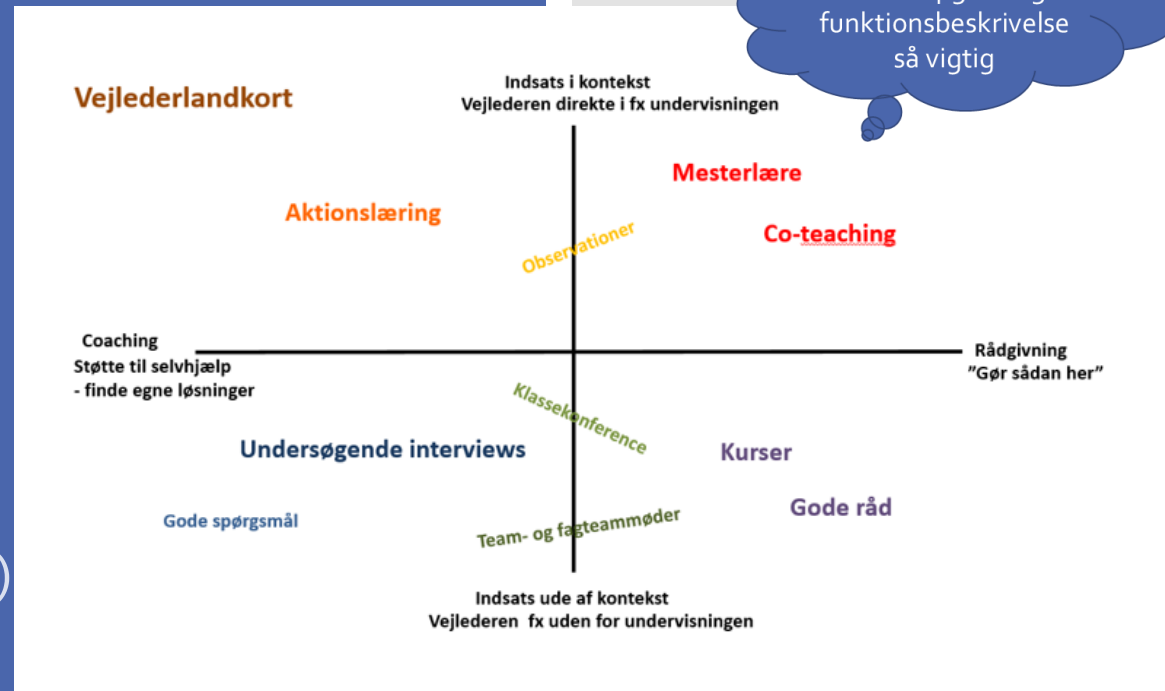 funktionsbeskrivelse
så vigtig
Vejlederlandkort
Indsats i kontekst
Vejlederen direkte i fx undervisningen
Mesterlære
Aktionslæring
Co-teaching
Observationer
Coaching
Støtte til selvhjælp
- finde egne løsninger
Rådgivning
”Gør sådan her”
Klassekonference
Undersøgende interviews
Kurser
Gode spørgsmål
Gode råd
Team- og fagteammøder
Indsats ude af kontekst
Vejlederen fx uden for undervisningen